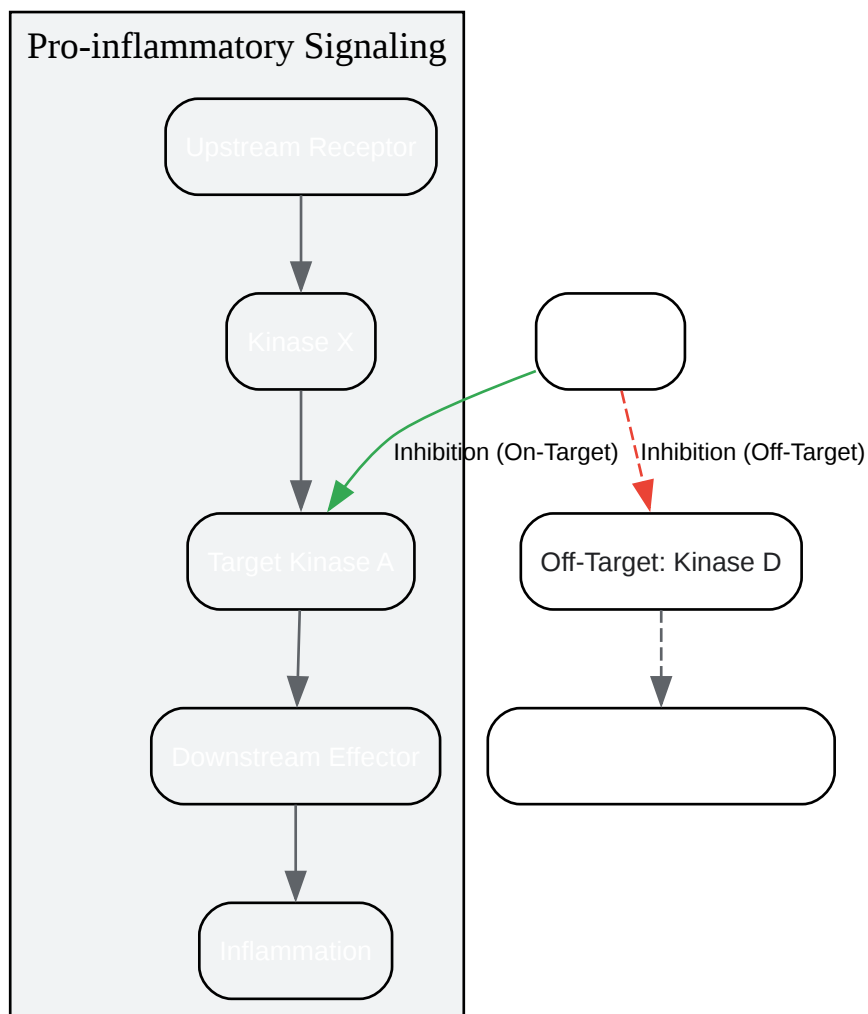 Pro-inflammatory Signaling
Upstream Receptor
Kinase X
Inhibition (On-Target)
Inhibition (Off-Target)
Target Kinase A
Off-Target: Kinase D
Downstream Effector
Inflammation